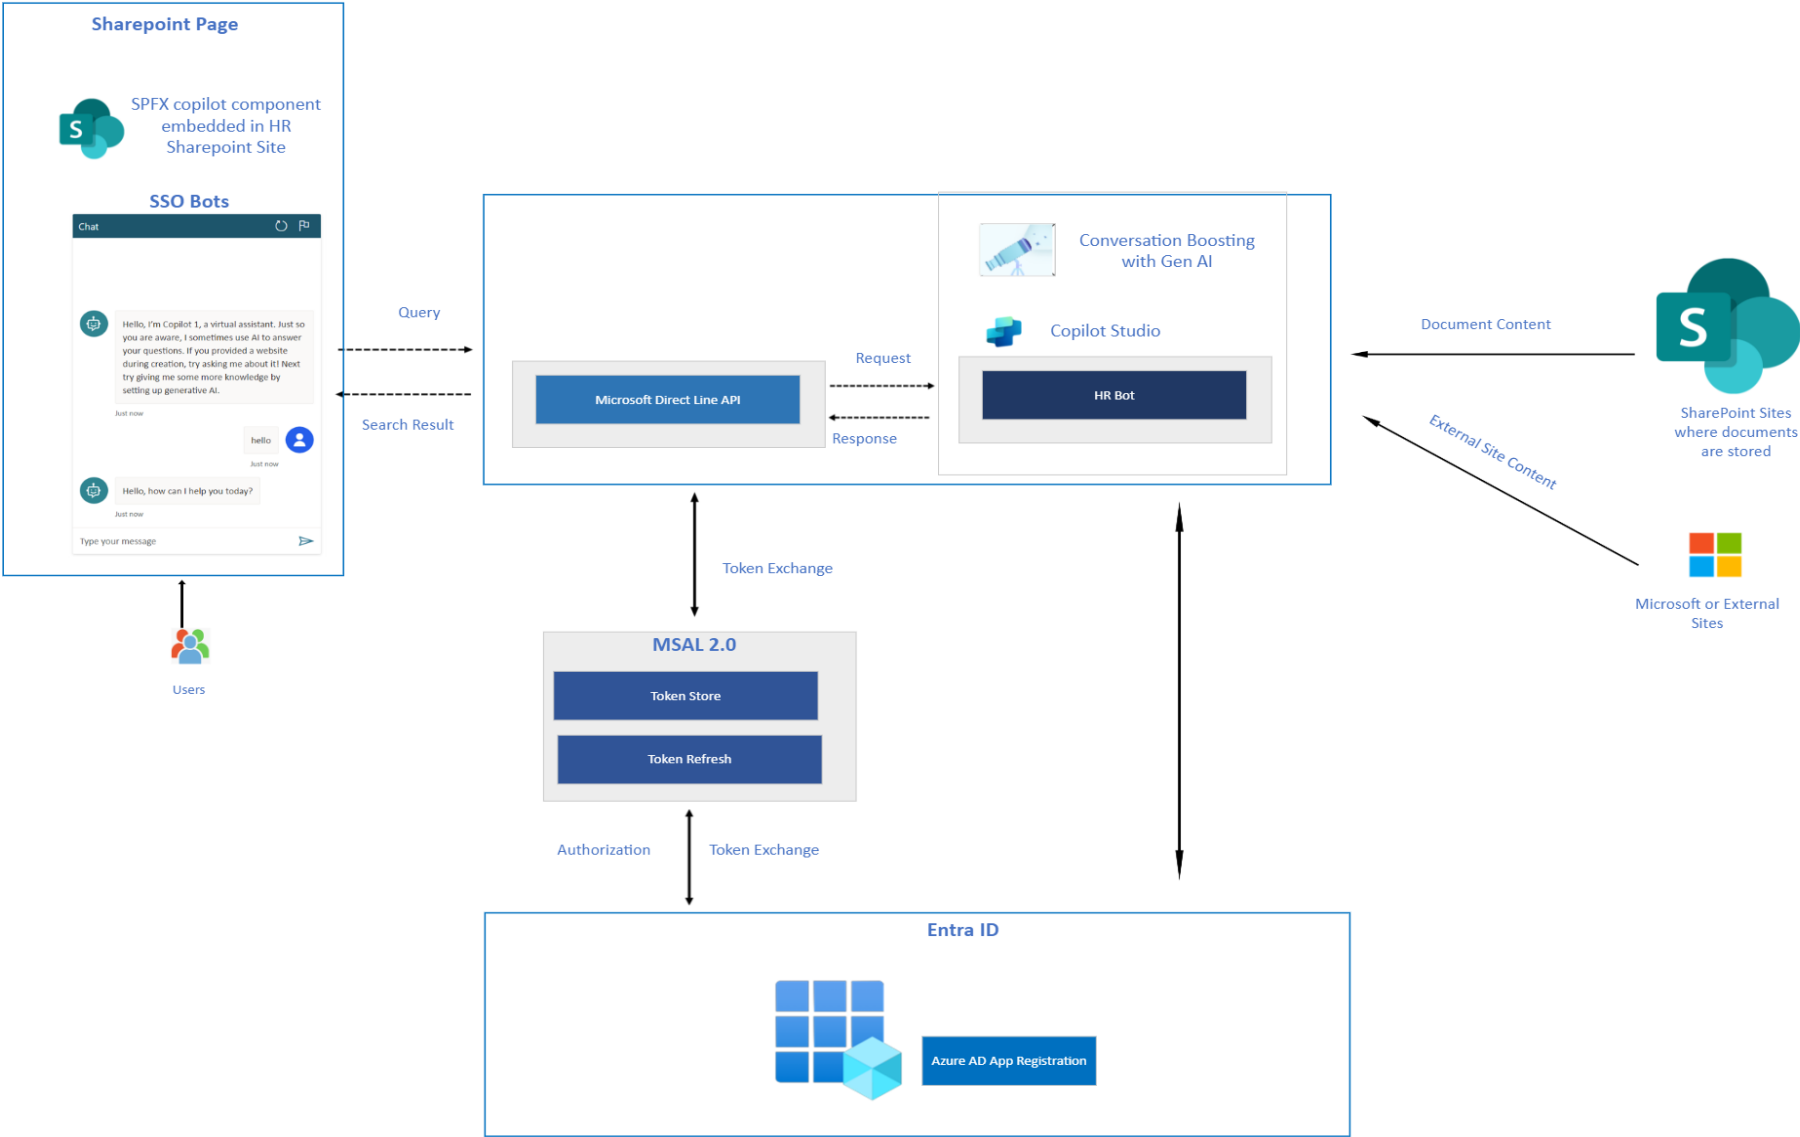 Sharepoint Page
SPFX copilot component
embedded in HR
Sharepoint Site
SSO Bots
Chat
Hello, I'm Copilot 1, a virtual assistant. Just so
you are aware, I sometimes use AI to answer
your questions. If you provided a website
during creation, try asking me about it! Next
try giving me some more knowledge by
setting up generative AI.
Just now
hello
Just now
Hello, how can I help you today?
Just now
Type your message
Users
Query
Search Result
Microsoft Direct Line API
Request
Response
Conversation Boosting
with Gen AI
Copilot Studio
HR Bot
Document Content
External Site Content
S
SharePoint Sites
where documents
are stored
Microsoft or External
Sites
Token Exchange
MSAL 2.0
Token Store
Token Refresh
Authorization
Token Exchange
Entra ID
Azure AD App Registration
S